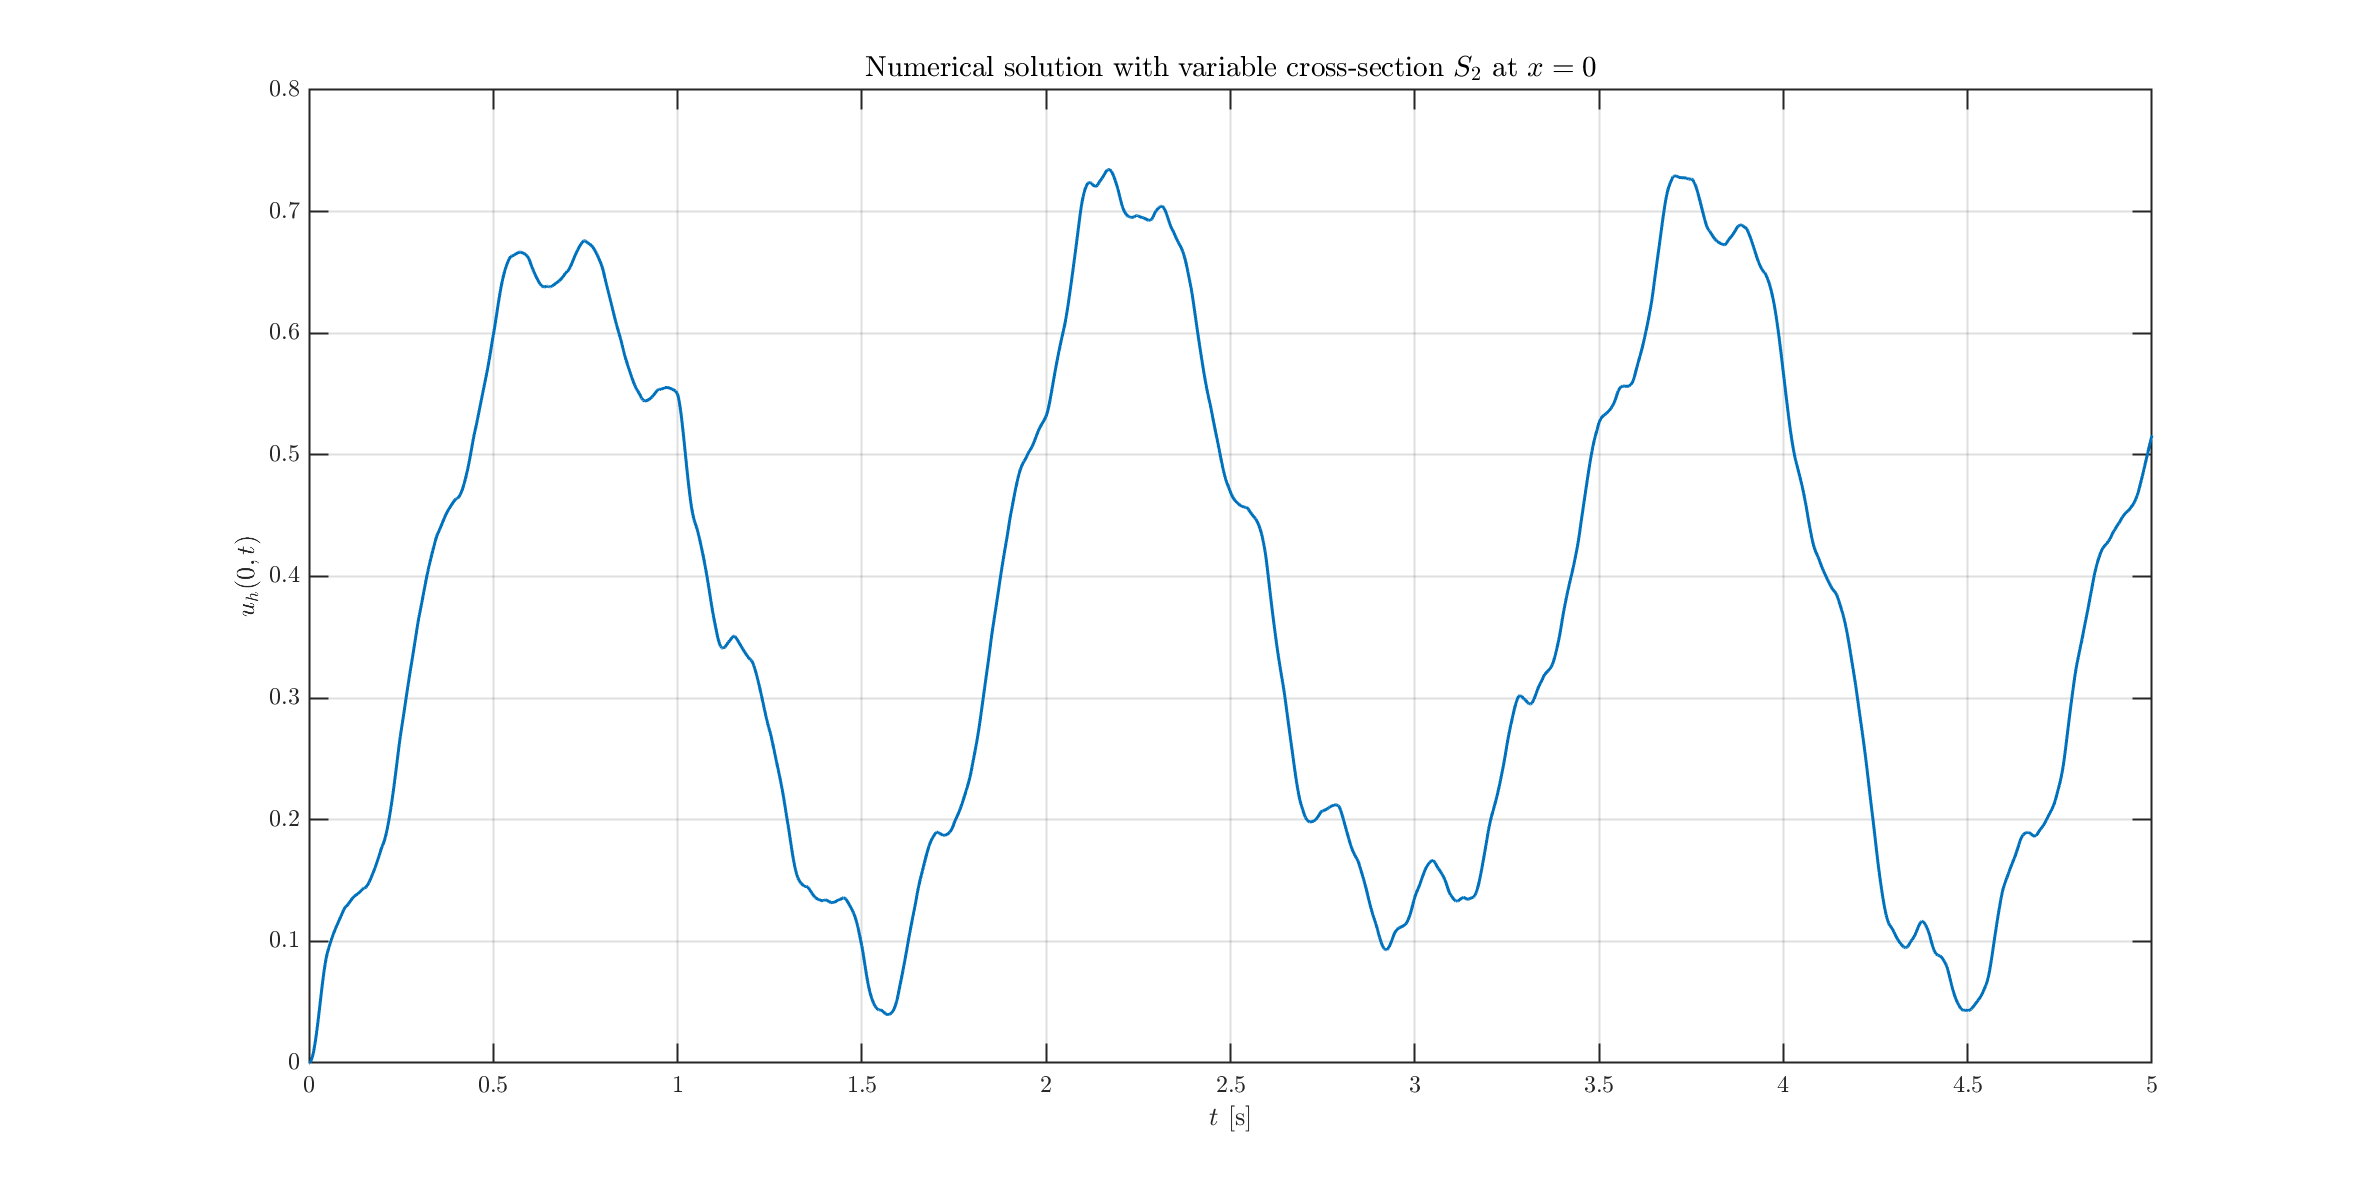 Numerical solution with variable cross-section S₂ at x = 0
0.8
0.7
0.6
0.5
0.4
0.3
0.2
0.1
0
u_h(0, t)
0 0.5 1 1.5 2 2.5 3 3.5 4 4.5 5
t [s]